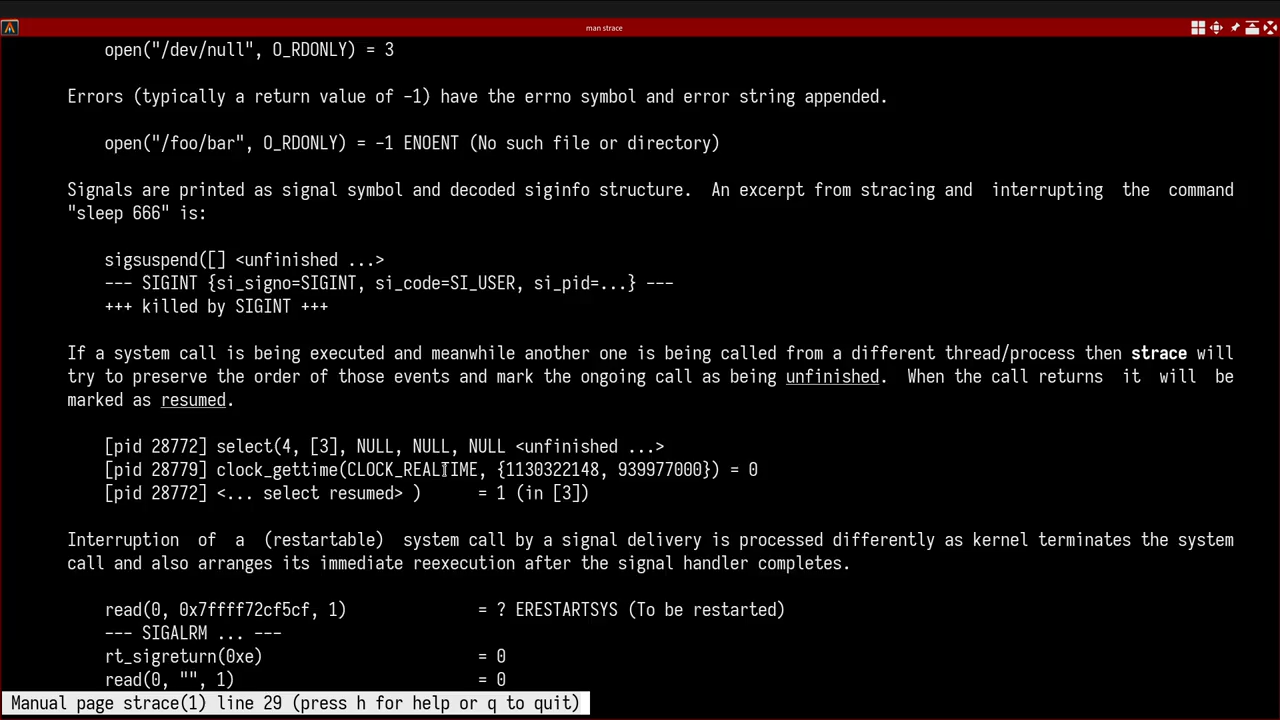 man strace
open("/dev/null", O_RDONLY) = 3
Errors (typically a return value of -1) have the errno symbol and error string appended.
open("/foo/bar", O_RDONLY) = -1 ENOENT (No such file or directory)
Signals are printed as signal symbol and decoded siginfo structure.  An excerpt from stracing and  interrupting  the  command
"sleep 666" is:
sigsuspend([] <unfinished ...>
--- SIGINT {si_signo=SIGINT, si_code=SI_USER, si_pid=...} ---
+++ killed by SIGINT +++
If a system call is being executed and meanwhile another one is being called from a different thread/process then strace will
try to preserve the order of those events and mark the ongoing call as being unfinished.  When the call returns  it  will  be
marked as resumed.
[pid 28772] select(4, [3], NULL, NULL, NULL <unfinished ...>
[pid 28779] clock_gettime(CLOCK_REALTIME, {1130322148, 939977000}) = 0
[pid 28772] <... select resumed> )      = 1 (in [3])
Interruption  of  a  (restartable)  system call by a signal delivery is processed differently as kernel terminates the system
call and also arranges its immediate reexecution after the signal handler completes.
read(0, 0x7ffff72cf5cf, 1)              = ? ERESTARTSYS (To be restarted)
--- SIGALRM ... ---
rt_sigreturn(0xe)                       = 0
read(0, "", 1)                          = 0
Manual page strace(1) line 29 (press h for help or q to quit)